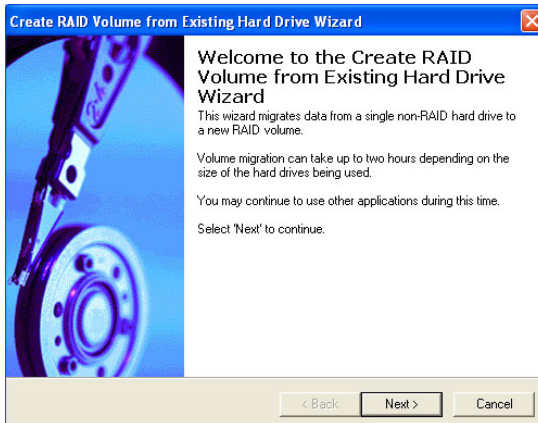 Create RAID Volume from Existing Hard Drive Wizard
Welcome to the Create RAID
Volume from Existing Hard Drive
Wizard
This wizard migrates data from a single non-RAID hard drive to
a new RAID volume.
Volume migration can take up to two hours depending on the
size of the hard drives being used.
You may continue to use other applications during this time.
Select 'Next' to continue.
< Back
Next >
Cancel